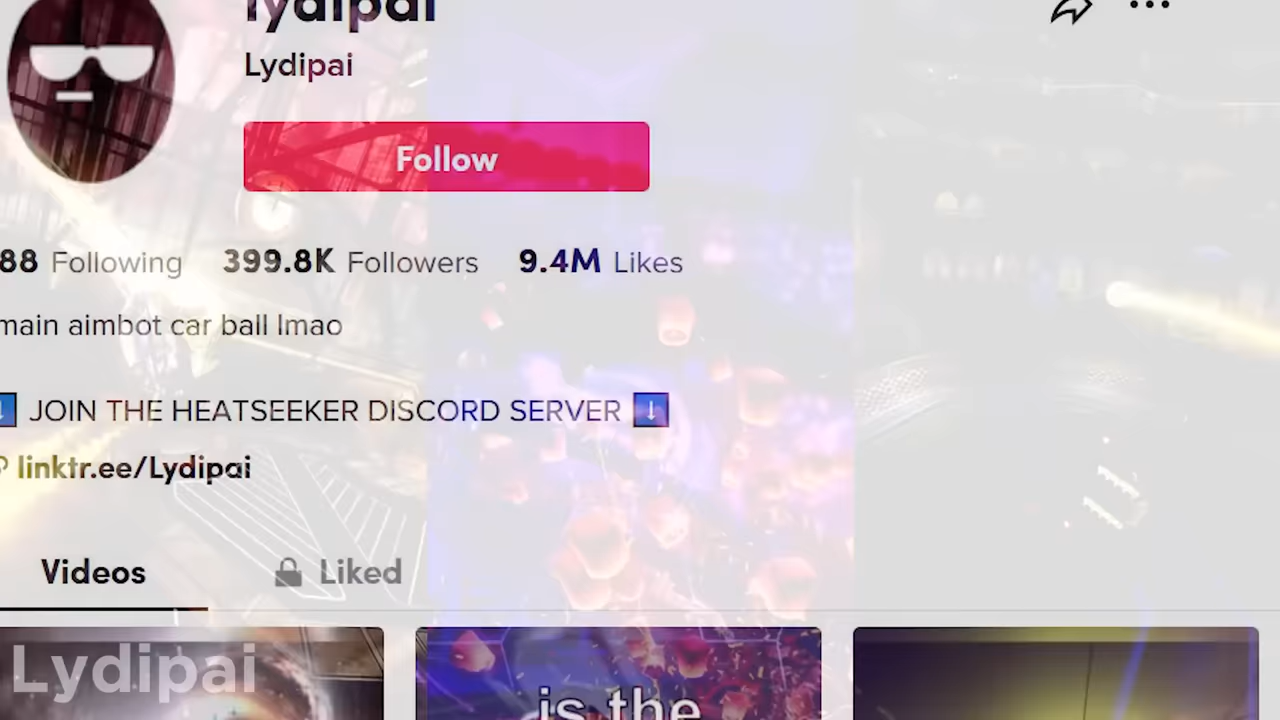 lydipai
Lydipai
Follow
88 Following 399.8K Followers 9.4M Likes
main aimbot car ball lmao
JOIN THE HEATSEEKER DISCORD SERVER
linktr.ee/Lydipai
Videos Liked
Lydipai
is the